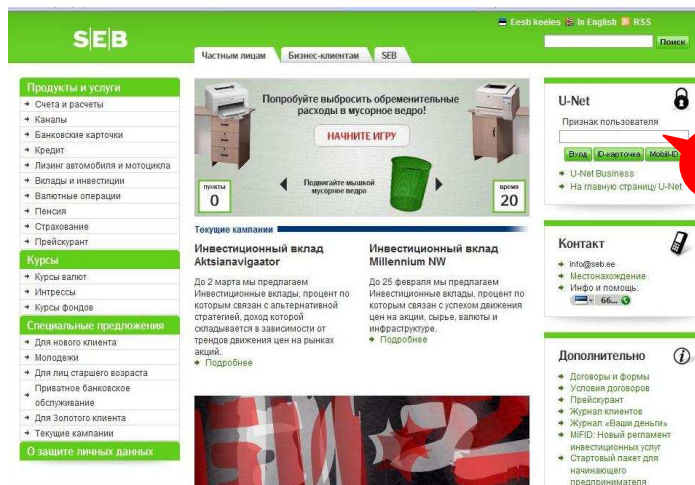 Eesti keeles In English RSS
S|E|B
Поиск
Частным лицам Бизнес-клиентам SEB
Продукты и услуги
Счета и расчеты
Каналы
Банковские карточки
Кредит
Лизинг автомобиля и мотоцикла
Вклады и инвестиции
Валютные операции
Пенсия
Страхование
Прейскурант
Курсы
Курсы валют
Интрессы
Курсы фондов
Специальные предложения
Для нового клиента
Молодежи
Для лиц старшего возраста
Приватное банковское
обслуживание
Для Золотого клиента
Текущие кампании
О защите личных данных
Попробуйте выбросить обременительные
расходы в мусорное ведро!
НАЧНИТЕ ИГРУ
Подвигайте мышкой
мусорное ведро
пункты
0
время
20
Текущие кампании
Инвестиционный вклад
Aktsianavigaator
До 2 марта мы предлагаем
Инвестиционные вклады, процент по
которым связан с альтернативной
стратегией, доход которой
складывается в зависимости от
трендов движения цен на рынках
акций.
Подробнее
Инвестиционный вклад
Millennium NW
До 25 февраля мы предлагаем
Инвестиционные вклады, процент по
которым связан с успехом движения
цен на акции, сырье, валюты и
инфраструктуре.
Подробнее
U-Net
Признак пользователя
Вход ID-карточка Mobiil-ID
U-Net Business
На главную страницу U-Net
Контакт
info@seb.ee
Местонахождение
Инфо и помощь:
66...
Дополнительно
Договоры и формы
Условия договоров
Прейскурант
Журнал клиентов
Журнал «Ваши деньги»
MiFID: Новый регламент
инвестиционных услуг
Стартовый пакет для
начинающего
предпринимателя